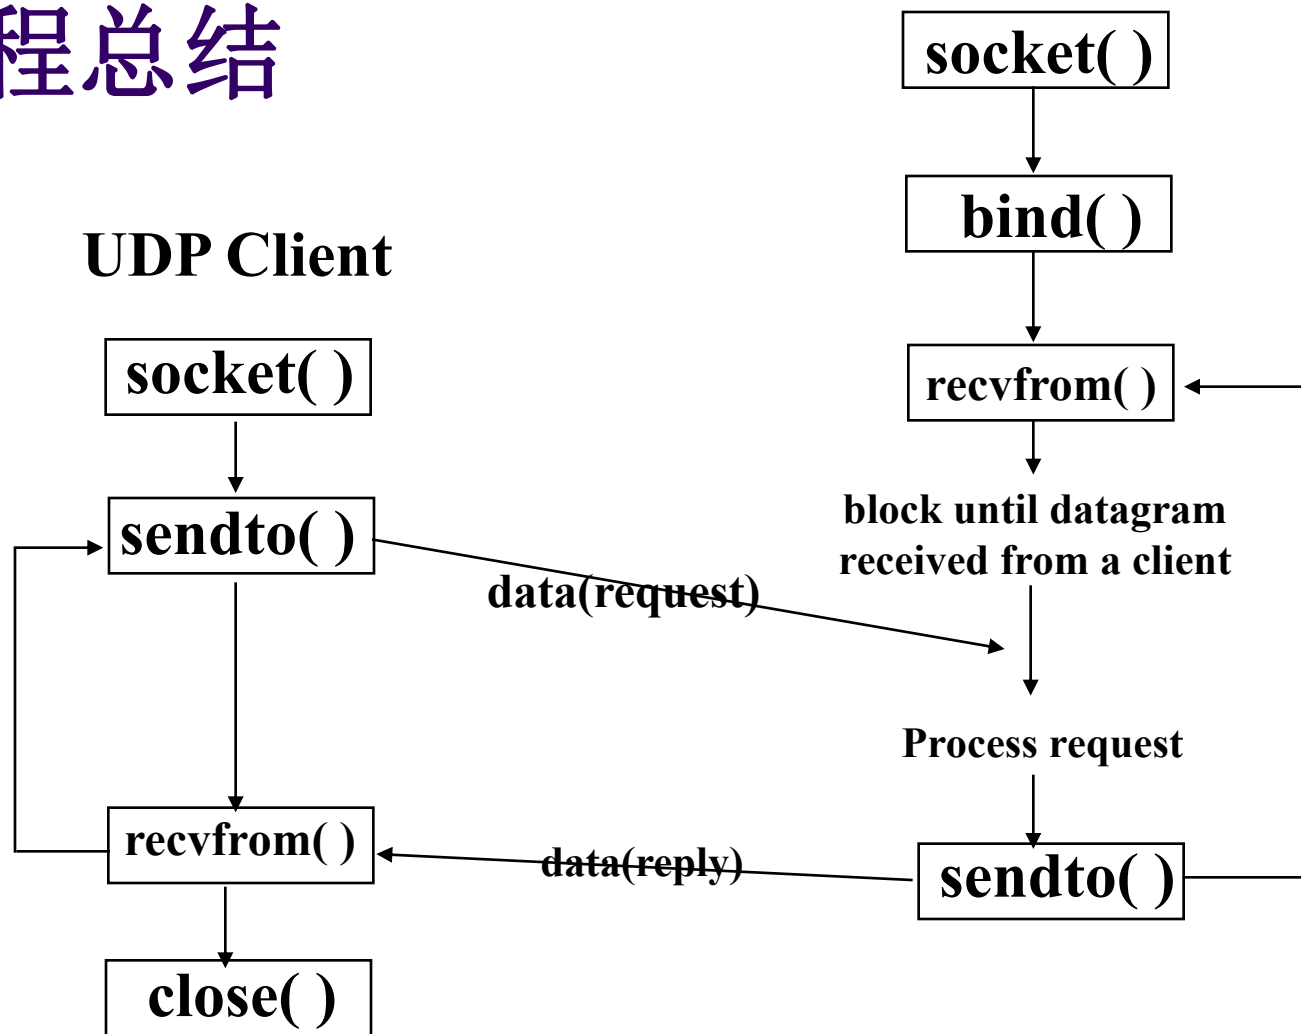 程总结
UDP Client
socket( )
sendto( )
recvfrom( )
close( )
data(request)
data(reply)
socket( )
bind( )
recvfrom( )
block until datagram
received from a client
Process request
sendto( )